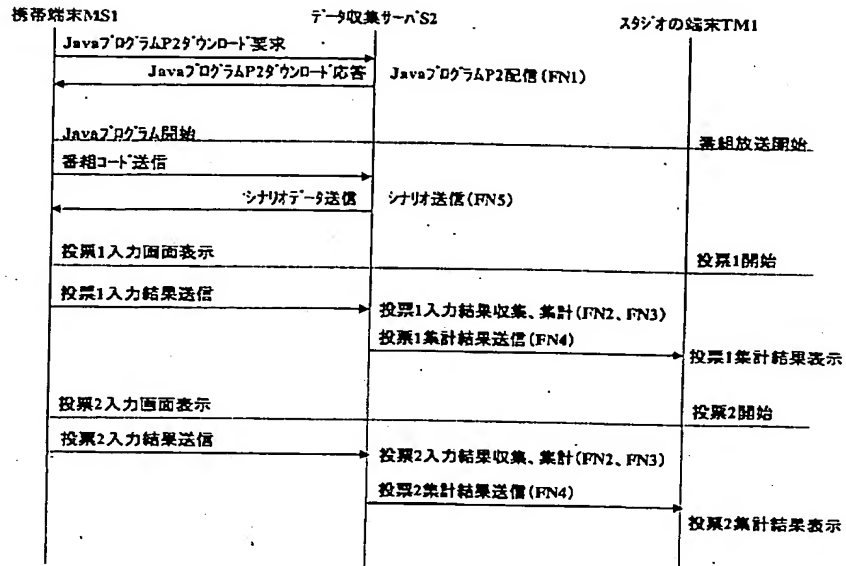 携帯端末MS1 データ収集サーバS2 スタジオの端末TM1
JavaプログラムP2ダウンロード要求
JavaプログラムP2ダウンロード応答 JavaプログラムP2配信(FN1)
Javaプログラム開始 番組放送開始
番組コード送信
シナリオデータ送信 シナリオ送信(FN5)
投票1入力画面表示 投票1開始
投票1入力結果送信
投票1入力結果収集、集計(FN2、FN3)
投票1集計結果送信(FN4)
投票1集計結果表示
投票2入力画面表示 投票2開始
投票2入力結果送信
投票2入力結果収集、集計(FN2、FN3)
投票2集計結果送信(FN4)
投票2集計結果表示